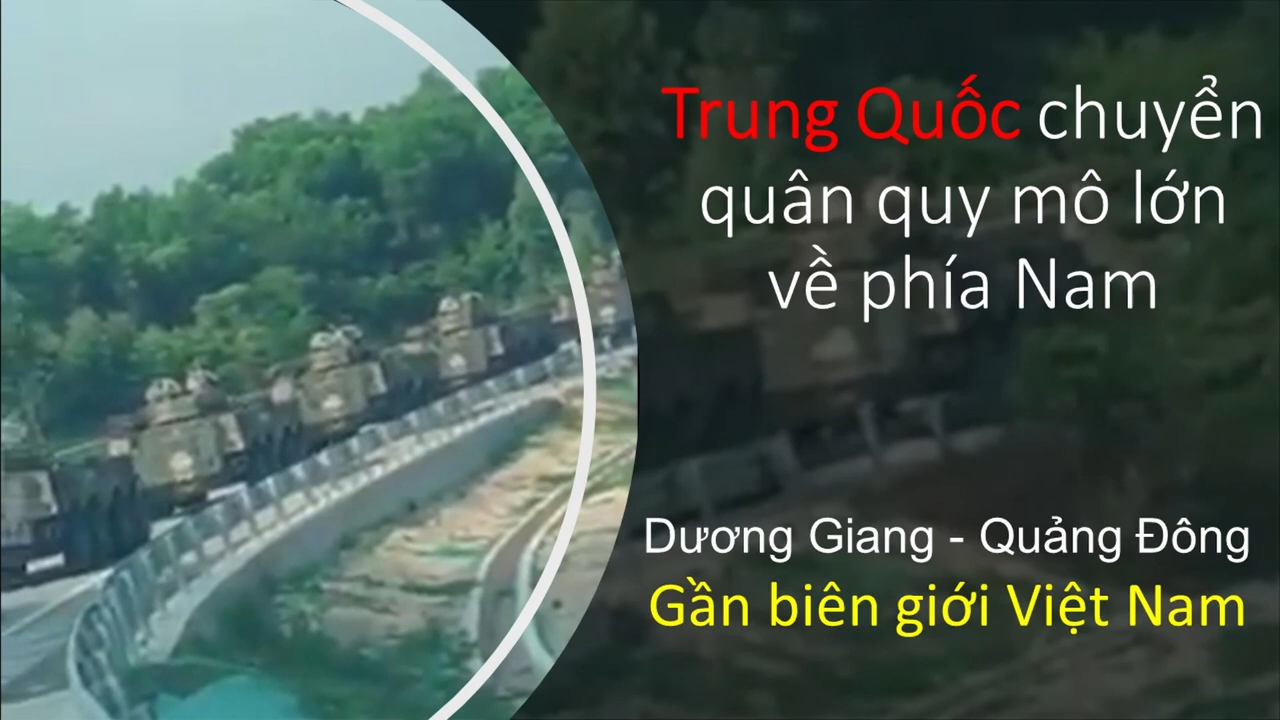 Trung Quốc chuyển
quân quy mô lớn
về phía Nam
Dương Giang - Quảng Đông
Gần biên giới Việt Nam